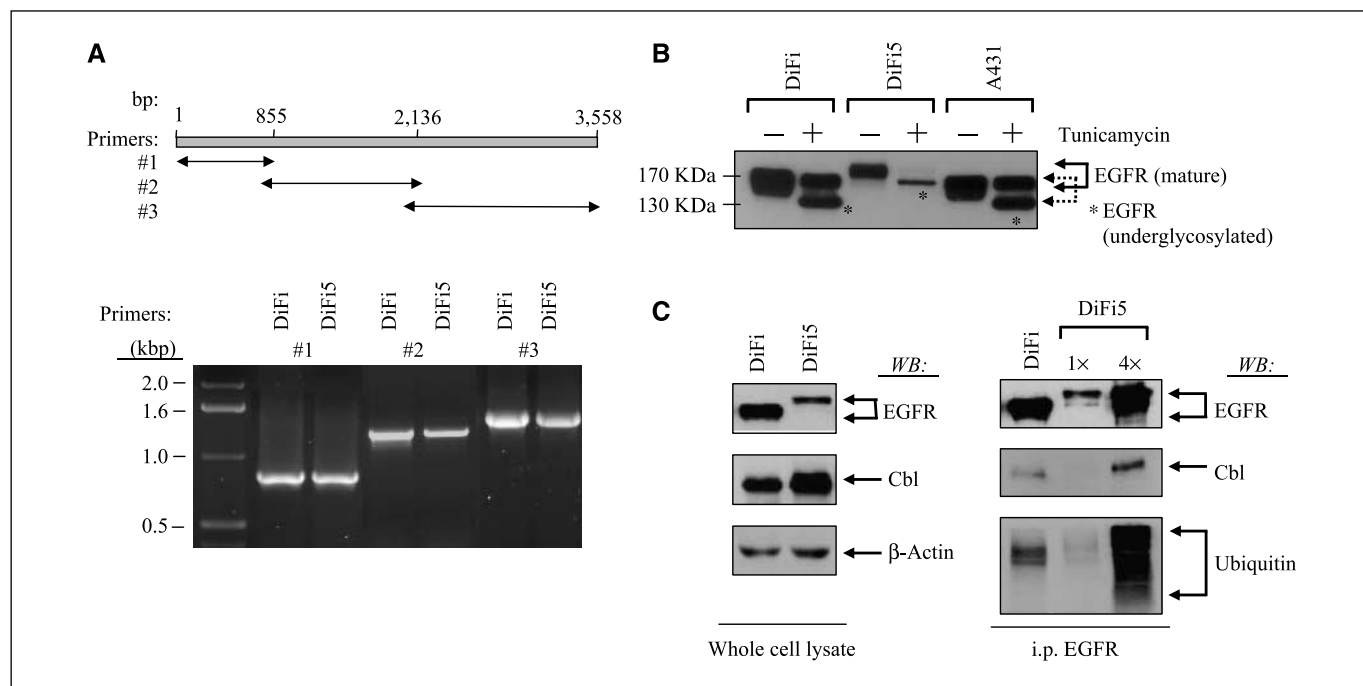 A
bp:
1 855 2,136 3,558
Primers:
#1
#2
#3
Primers:
DiFi DiFi5 DiFi DiFi5 DiFi DiFi5
(kbp) #1 #2 #3
2.0 –
1.6 –
1.0 –
0.5 –
B
DiFi DiFi5 A431
– + – + – + Tunicamycin
170 KDa –
130 KDa –
* * *
EGFR (mature)
* EGFR
(underglycosylated)
C
DiFi DiFi5 WB:
EGFR
Cbl
β-Actin
Whole cell lysate
DiFi5
DiFi 1× 4× WB:
EGFR
Cbl
Ubiquitin
i.p. EGFR